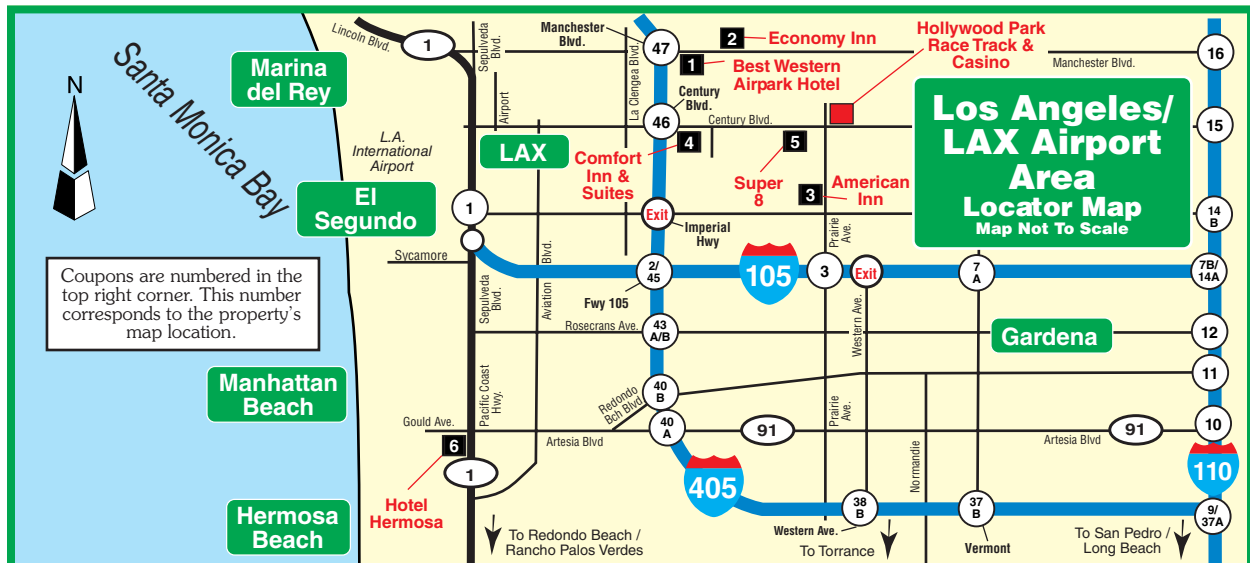 Lincoln Blvd.
1
Sepulveda
Blvd.
Manchester
Blvd.
47
La Clengea Blvd.
2
Economy Inn
1
Best Western
Airpark Hotel
Hollywood Park
Race Track &
Casino
Manchester Blvd.
16
Marina
del Rey
Santa Monica Bay
N
Airport
Century
Blvd.
46
Century Blvd.
15
Los Angeles/
LAX Airport
Area
Locator Map
Map Not To Scale
L.A.
International
Airport
LAX
4
Comfort
Inn &
Suites
5
Super
8
3
American
Inn
El
Segundo
1
Exit
Imperial
Hwy
Prairie
Ave.
14
B
Sycamore
Coupons are numbered in the
top right corner. This number
corresponds to the property's
map location.
Sepulveda
Blvd.
Aviation Blvd.
2/
45
Fwy 105
105
3
Exit
7
A
7B/
14A
Rosecrans Ave.
43
A/B
Western Ave.
Gardena
12
Manhattan
Beach
Pacific Coast
Hwy.
40
B
Redondo
Bch Blvd
Prairie
Ave.
11
Gould Ave.
40
A
Artesia Blvd
91
Artesia Blvd
91
10
6
1
Hotel
Hermosa
405
Normandie
110
Hermosa
Beach
To Redondo Beach /
Rancho Palos Verdes
38
B
Western Ave.
To Torrance
37
B
Vermont
To San Pedro /
Long Beach
9/
37A